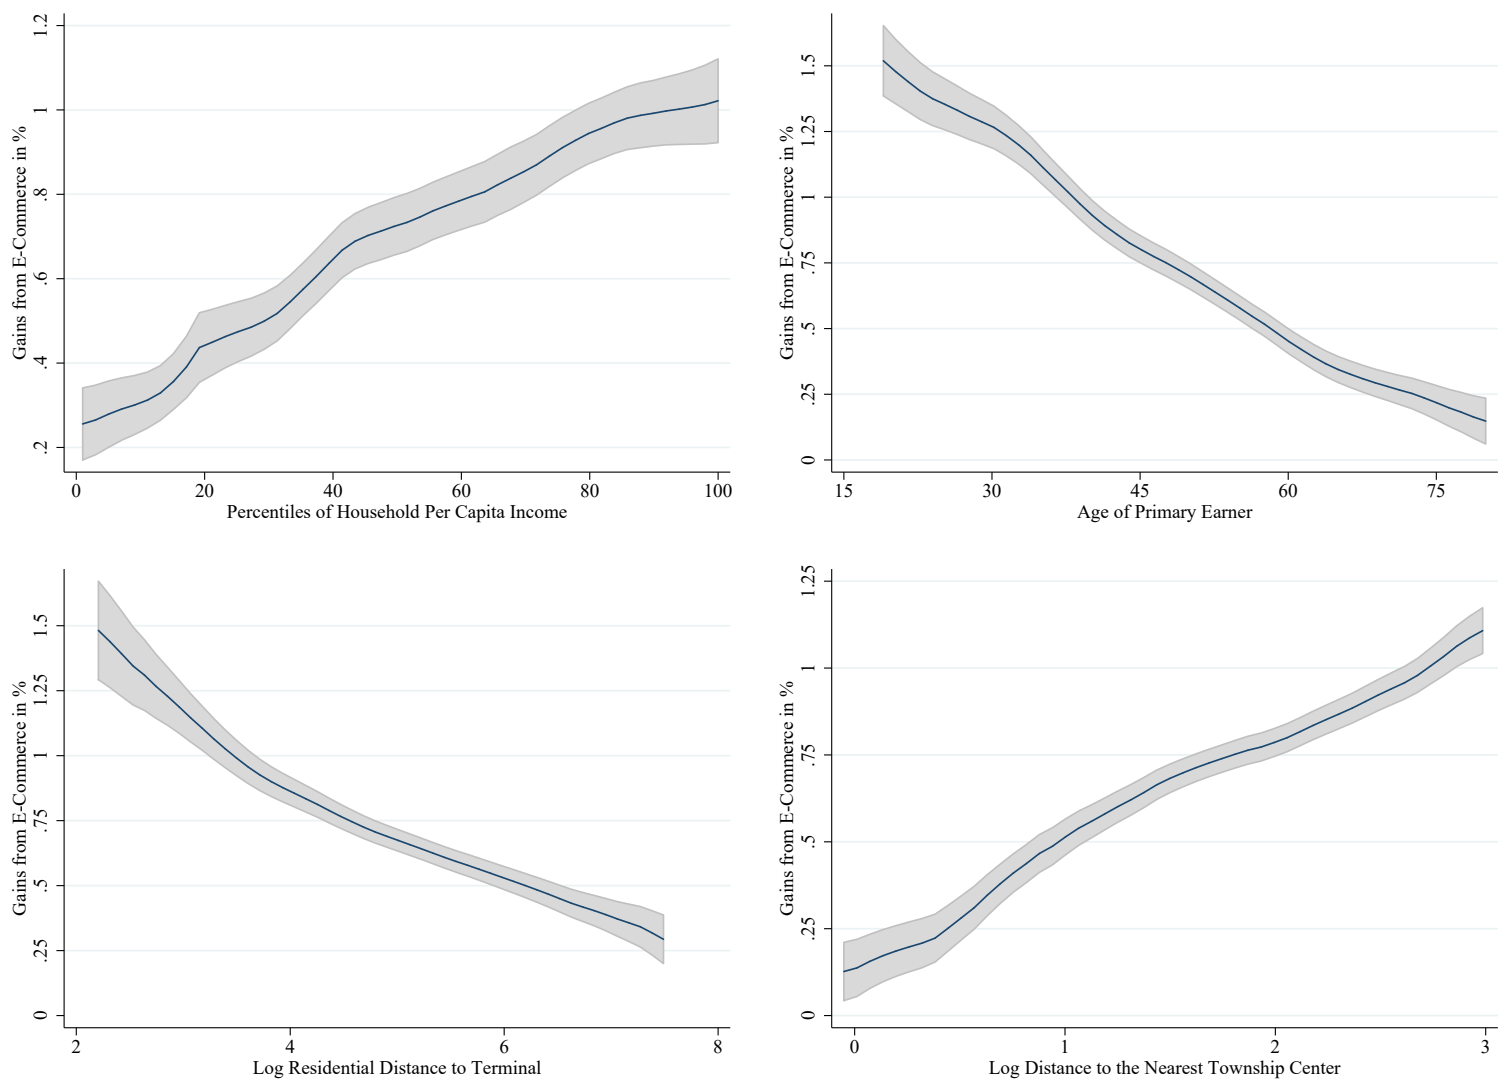 Gains from E-Commerce in %
1.2
1
.8
.6
.4
.2
0 20 40 60 80 100
Percentiles of Household Per Capita Income
Gains from E-Commerce in %
1.5
1.25
1
.75
.5
.25
0
15 30 45 60 75
Age of Primary Earner
Gains from E-Commerce in %
1.5
1.25
1
.75
.5
.25
0
2 4 6 8
Log Residential Distance to Terminal
Gains from E-Commerce in %
1.25
1
.75
.5
.25
0
0 1 2 3
Log Distance to the Nearest Township Center